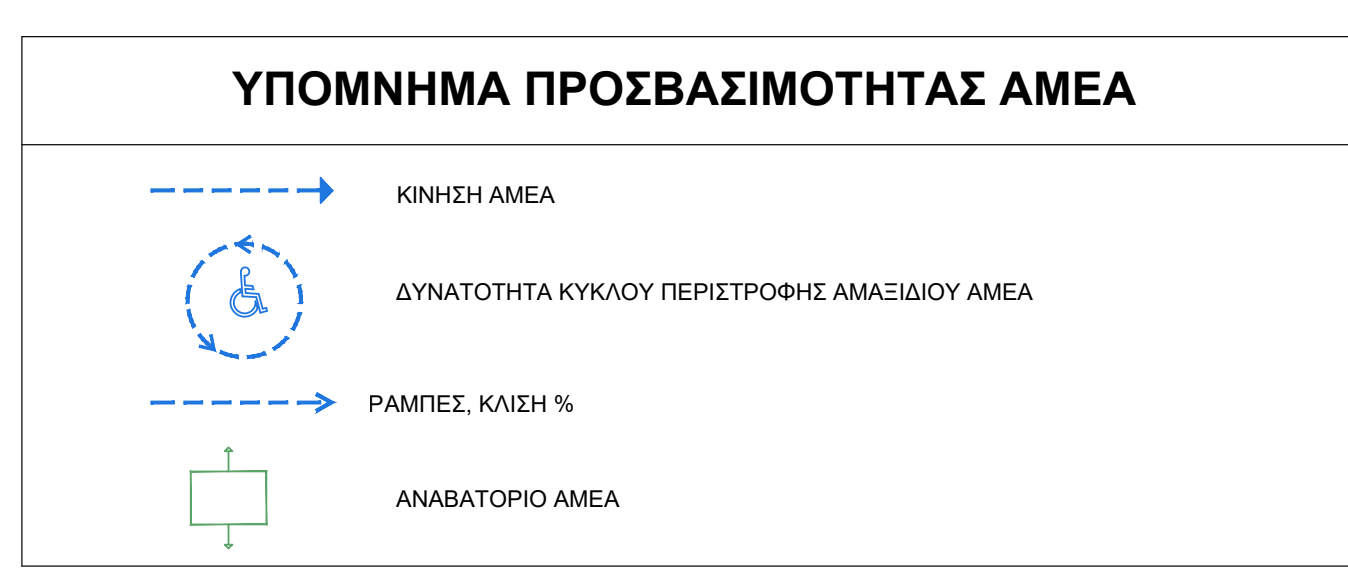 ΥΠΟΜΝΗΜΑ ΠΡΟΣΒΑΣΙΜΟΤΗΤΑΣ ΑΜΕΑ
ΚΙΝΗΣΗ ΑΜΕΑ
ΔΥΝΑΤΟΤΗΤΑ ΚΥΚΛΟΥ ΠΕΡΙΣΤΡΟΦΗΣ ΑΜΑΞΙΔΙΟΥ ΑΜΕΑ
ΡΑΜΠΕΣ, ΚΛΙΣΗ %
ΑΝΑΒΑΤΟΡΙΟ ΑΜΕΑ